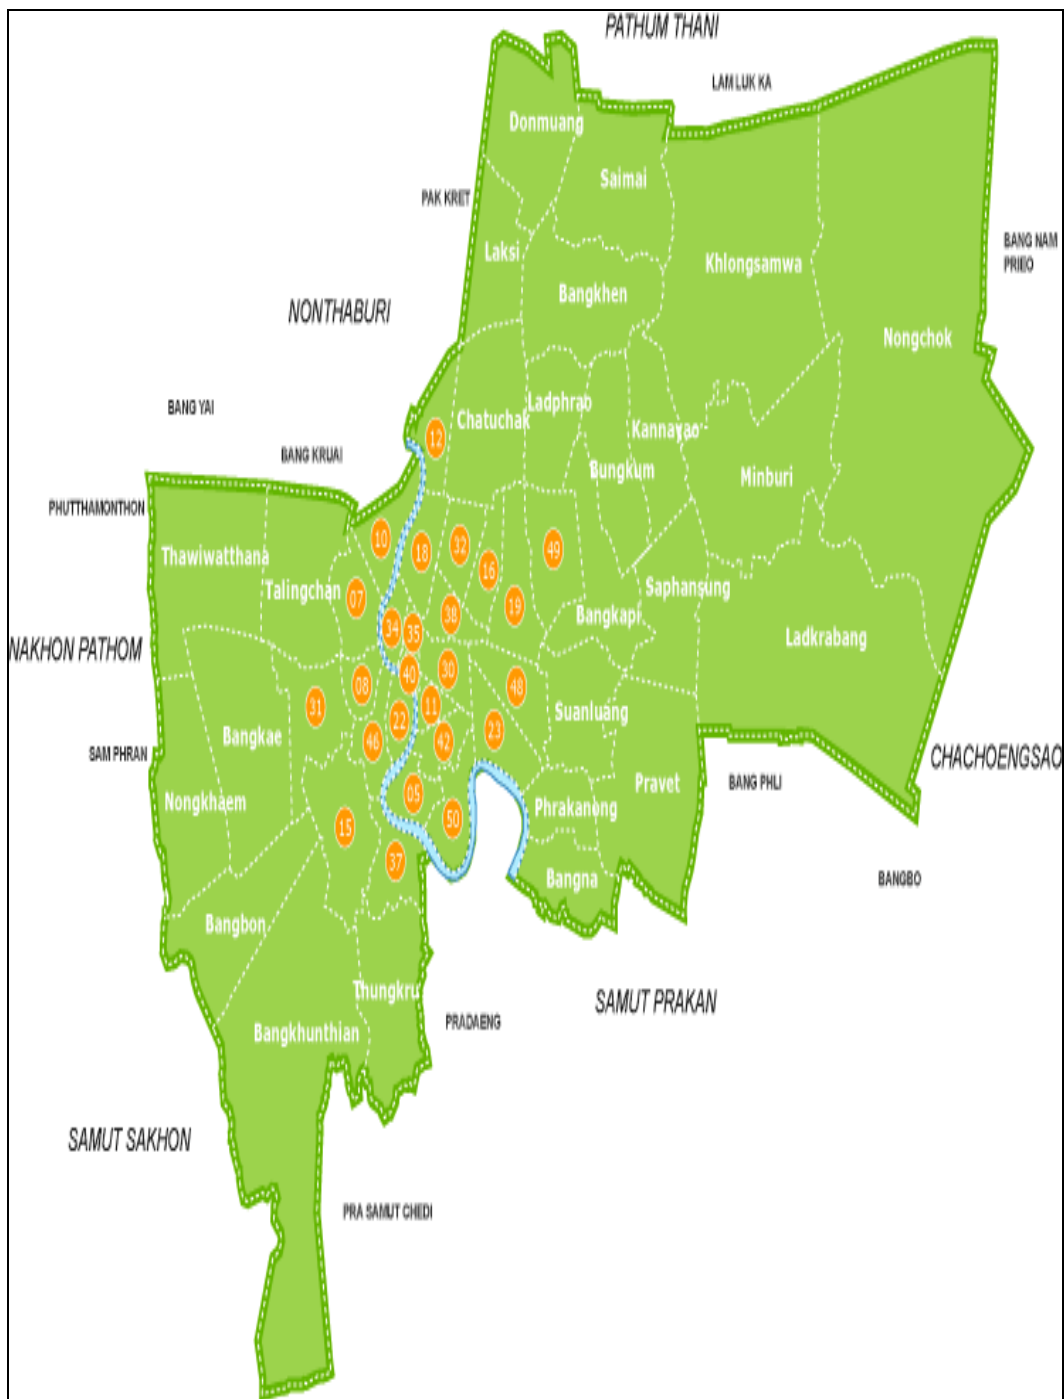 PATHUM THANI
LAM LUK KA
Donmuang
Saimai
PAK KRET
Laksi
Khlongsamwa
BANG NAM
PRIEO
Bangkhen
NONTHABURI
Nongchok
Ladphrao
BANG YAI
Chatuchak
Kannayao
12
BANG KRUAI
Bungkum
Minburi
PHUTTHAMONTHON
10
18
32
49
Thawiwatthana
16
Talingchan
07
Saphansung
19
Bangkapi
38
34
35
Ladkrabang
NAKHON PATHOM
30
40
08
48
31
11
Suanluang
22
23
Bangkae
46
42
SAM PHRAN
CHACHOENGSAO
Pravet
BANG PHLI
05
Nongkhaem
Phrakanong
50
15
37
Bangna
BANGBO
Bangbon
Thungkru
SAMUT PRAKAN
PRADAENG
Bangkhunthian
SAMUT SAKHON
PRA SAMUT CHEDI